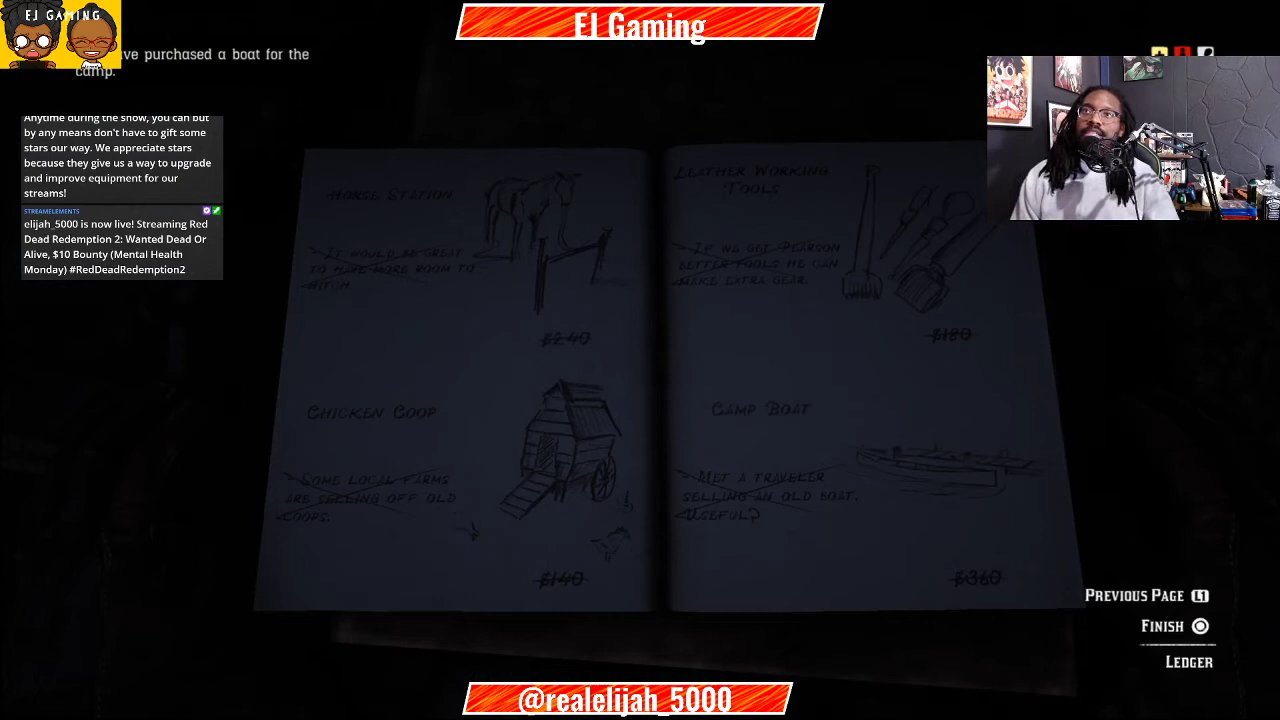 EJ GAMING
EJ Gaming
ve purchased a boat for the
camp.
Anytime during the show, you can but
by any means don't have to gift some
stars our way. We appreciate stars
because they give us a way to upgrade
and improve equipment for our
streams!
STREAMELEMENTS
elijah_5000 is now live! Streaming Red
Dead Redemption 2: Wanted Dead Or
Alive, $10 Bounty (Mental Health
Monday) #RedDeadRedemption2
HORSE STATION
IT WOULD BE GREAT
TO HAVE MORE ROOM TO
HITCH.
$240
CHICKEN COOP
SOME LOCAL FARMS
ARE SELLING OFF OLD
COOPS.
$140
LEATHER WORKING
TOOLS
IF WE GET PEARSON
BETTER TOOLS HE CAN
MAKE EXTRA GEAR.
$180
CAMP BOAT
MET A TRAVELER
SELLING AN OLD BOAT.
USEFUL?
$360
PREVIOUS PAGE L1
FINISH
LEDGER
@realelijah_5000